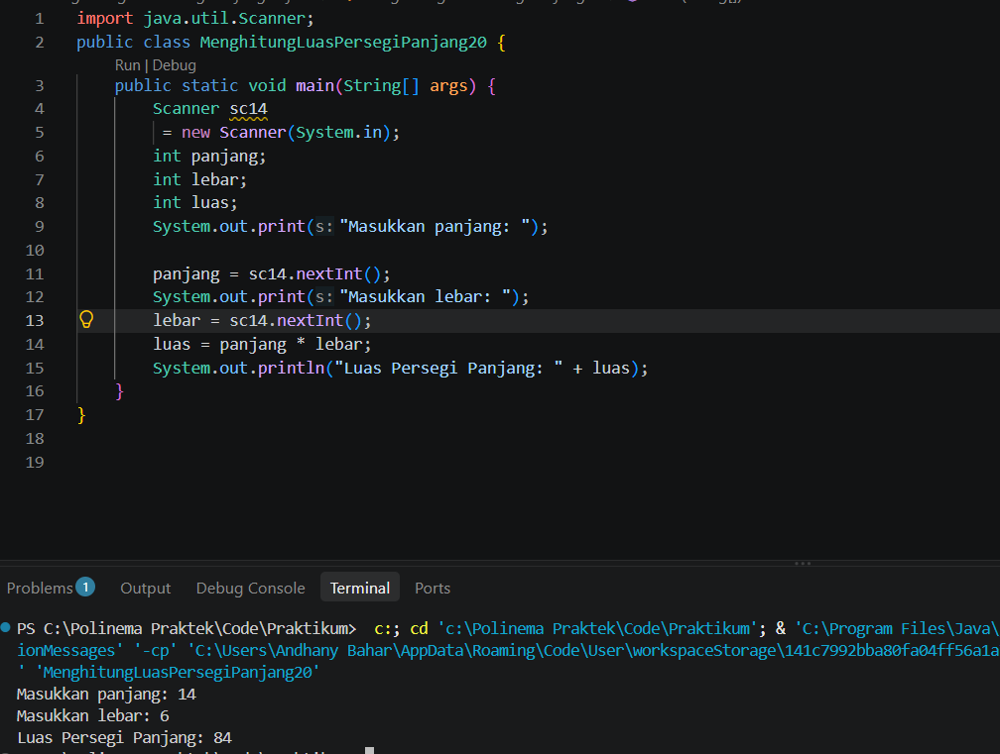 1 import java.util.Scanner;
2 public class MenghitungLuasPersegiPanjang20 {
Run | Debug
3 public static void main(String[] args) {
4 Scanner sc14
5 = new Scanner(System.in);
6 int panjang;
7 int lebar;
8 int luas;
9 System.out.print(s: "Masukkan panjang: ");
10
11 panjang = sc14.nextInt();
12 System.out.print(s: "Masukkan lebar: ");
13 lebar = sc14.nextInt();
14 luas = panjang * lebar;
15 System.out.println("Luas Persegi Panjang: " + luas);
16 }
17 }
18
19
Problems 1 Output Debug Console Terminal Ports
PS C:\Polinema Praktek\Code\Praktikum> c:; cd 'c:\Polinema Praktek\Code\Praktikum'; & 'C:\Program Files\Java\
ionMessages' '-cp' 'C:\Users\Andhany Bahar\AppData\Roaming\Code\User\workspaceStorage\141c7992bba80fa04ff56a1a
' 'MenghitungLuasPersegiPanjang20'
Masukkan panjang: 14
Masukkan lebar: 6
Luas Persegi Panjang: 84